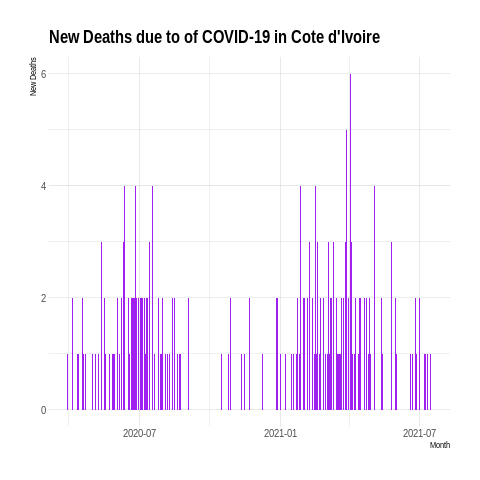 New Deaths due to of COVID-19 in Cote d'Ivoire
New Deaths
6
4
2
0
2020-07
2021-01
2021-07
Month